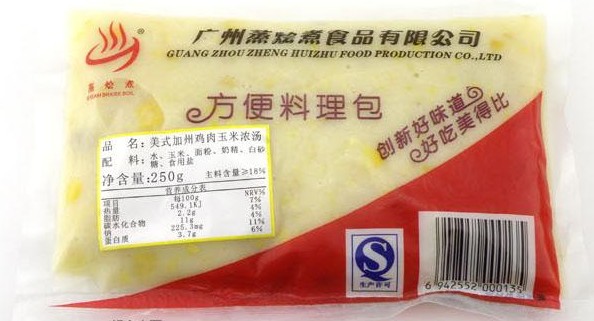 广州蒸烩煮食品有限公司
GUANG ZHOU ZHENG HUIZHU FOOD PRODUCTION CO.,LTD
蒸 烩 煮
方便料理包
创新好味道
好吃美得比
品 名：美式加州鸡肉玉米浓汤
配 料：水、玉米、面粉、奶精、白砂
糖、食用盐
净含量:250g 主料含量≥18%
营养成分表
项目 每100g NRV%
热量 549.1KJ 7%
脂肪 2.2g 4%
碳水化合物 11g 4%
钠 225.3mg 11%
蛋白质 3.7g 6%
QS
生产许可
6 942552 000135